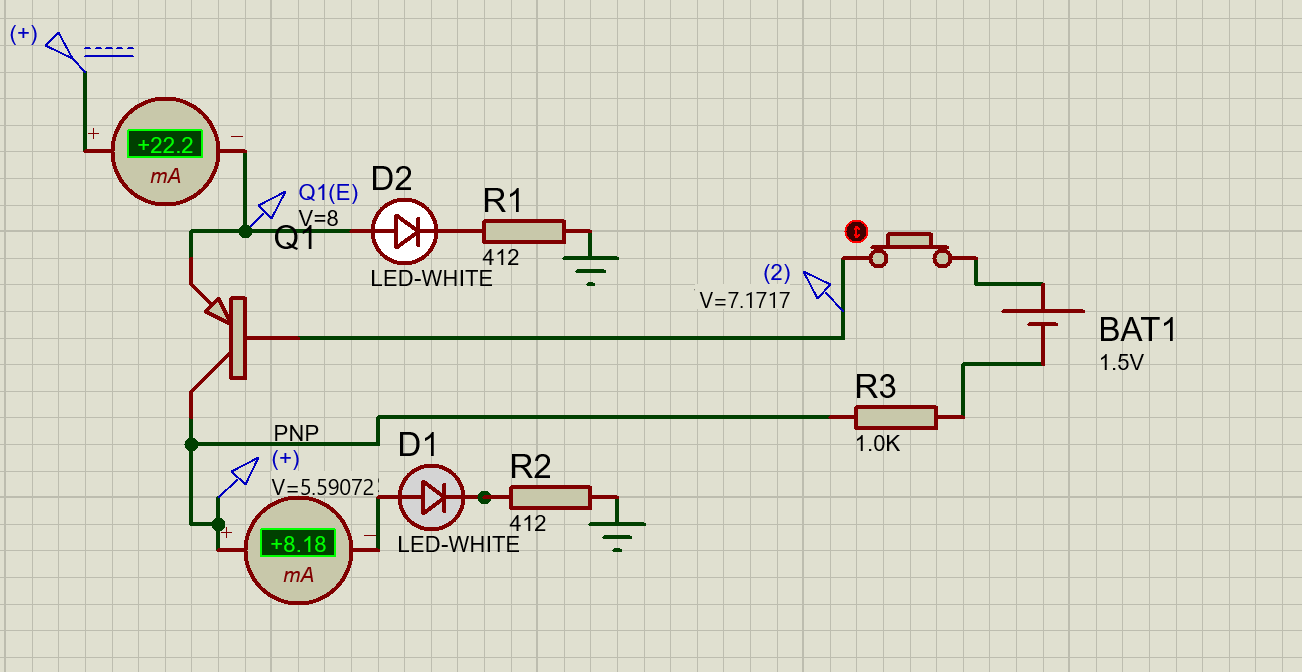 (+)
+
−
+22.2
mA
Q1(E)
V=8
Q1
D2
LED-WHITE
R1
412
(2)
V=7.1717
BAT1
1.5V
R3
1.0K
PNP
(+)
V=5.59072
+
−
+8.18
mA
D1
LED-WHITE
R2
412